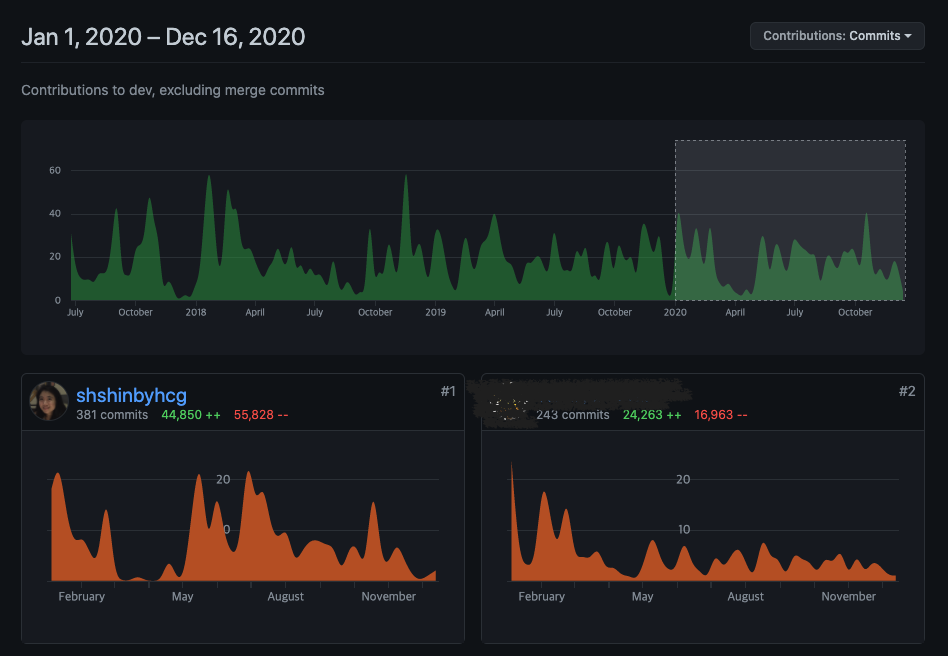 Jan 1, 2020 – Dec 16, 2020
Contributions: Commits
Contributions to dev, excluding merge commits
60
40
20
0
July October 2018 April July October 2019 April July October 2020 April July October
shshinbyhcg #1
381 commits 44,850 ++ 55,828 --
20
0
February May August November
#2
243 commits 24,263 ++ 16,963 --
20
10
February May August November